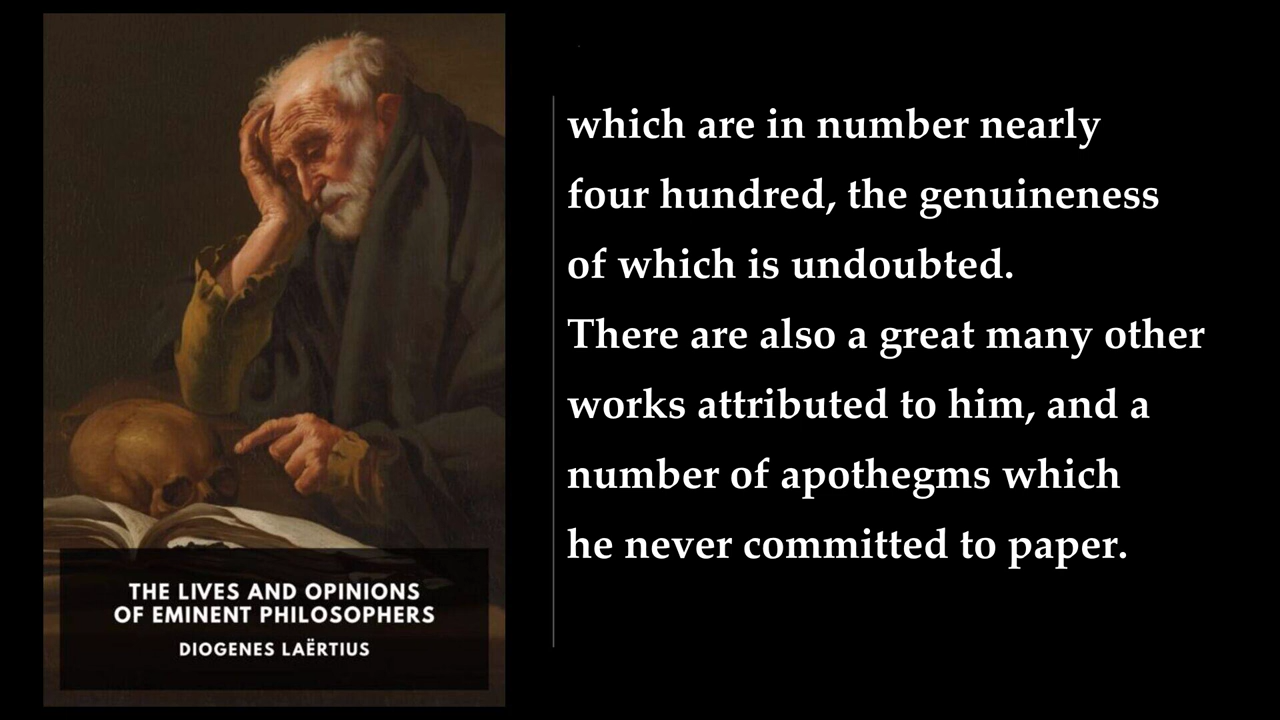 which are in number nearly
four hundred, the genuineness
of which is undoubted.
There are also a great many other
works attributed to him, and a
number of apothegms which
he never committed to paper.
THE LIVES AND OPINIONS
OF EMINENT PHILOSOPHERS
DIOGENES LAËRTIUS